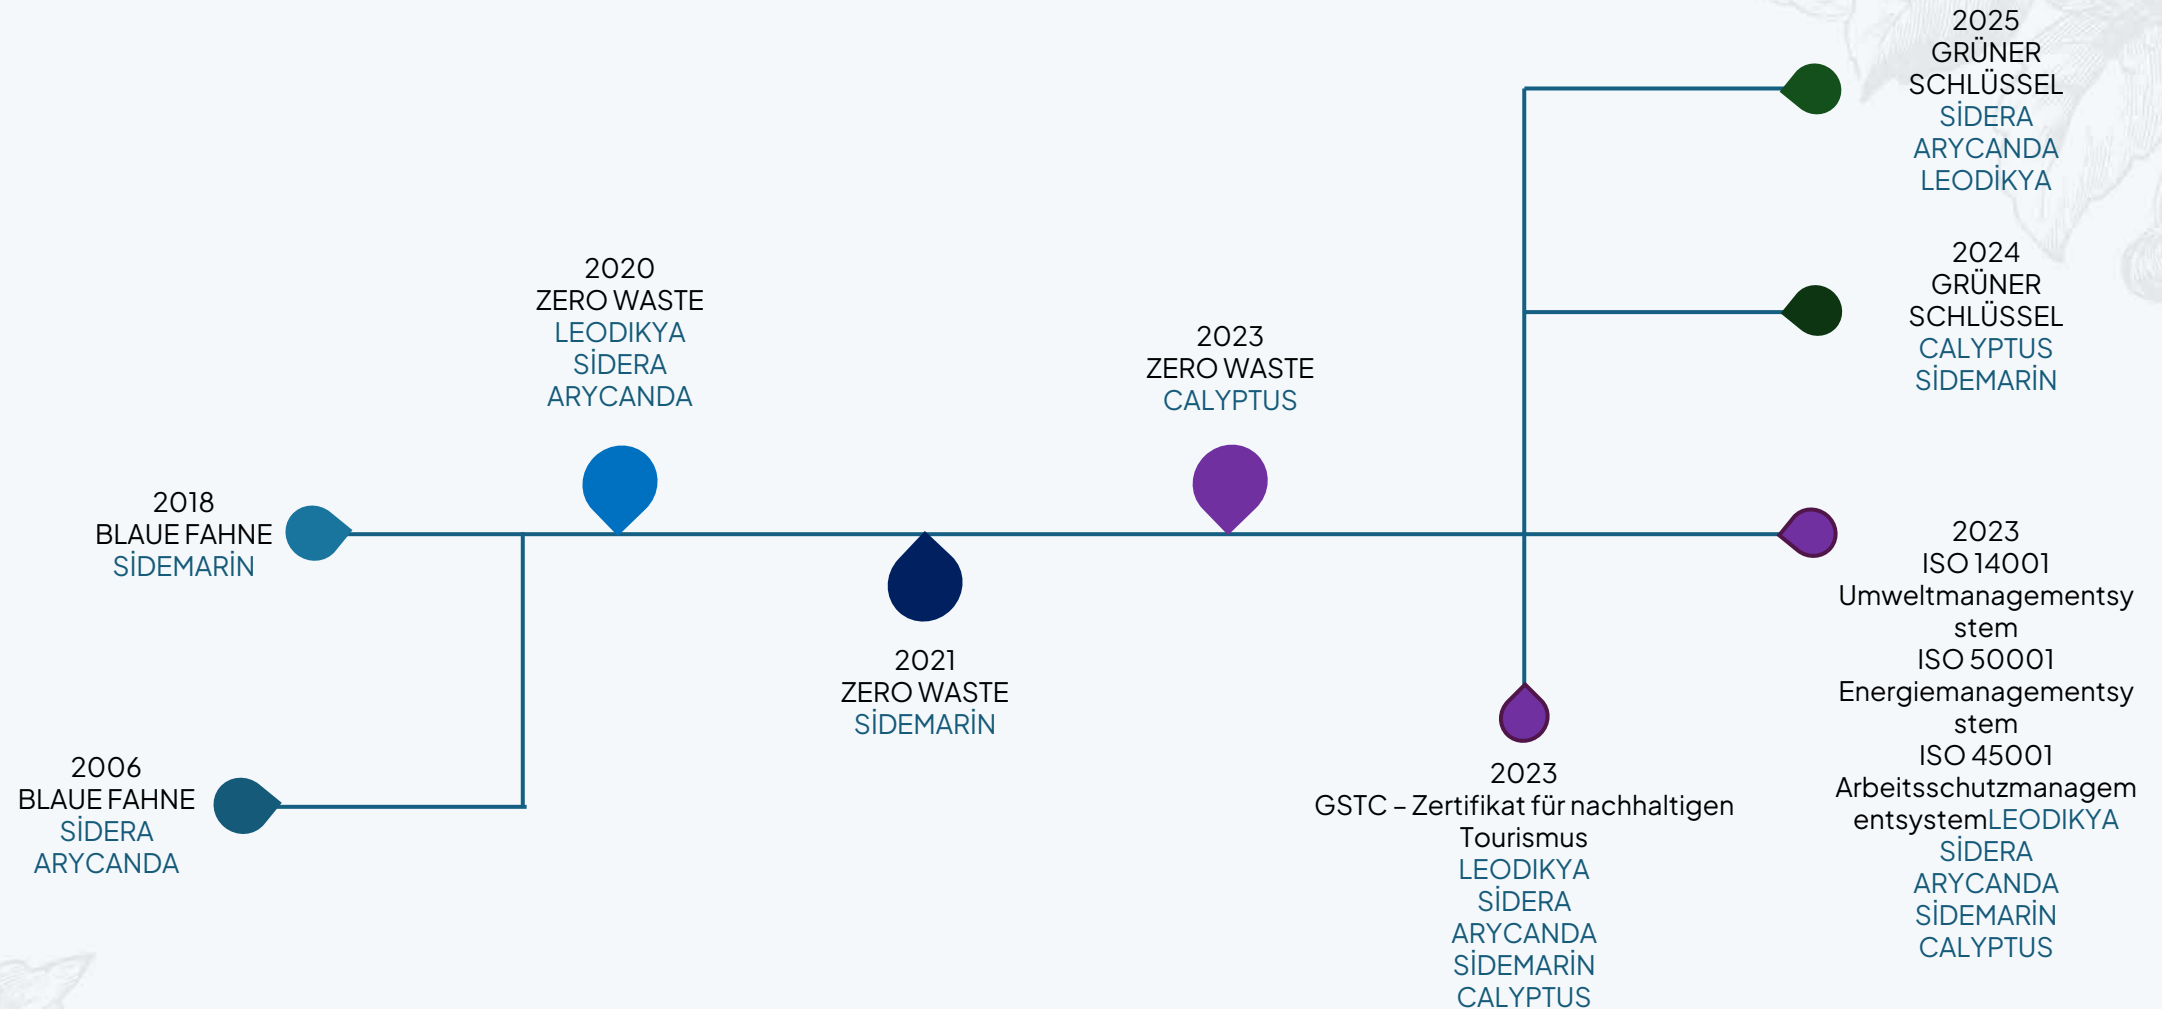 2018
BLAUE FAHNE
SİDEMARİN
2006
BLAUE FAHNE
SİDERA
ARYCANDA
2020
ZERO WASTE
LEODIKYA
SİDERA
ARYCANDA
2021
ZERO WASTE
SİDEMARİN
2023
ZERO WASTE
CALYPTUS
2023
GSTC – Zertifikat für nachhaltigen
Tourismus
LEODIKYA
SİDERA
ARYCANDA
SİDEMARİN
CALYPTUS
2025
GRÜNER
SCHLÜSSEL
SİDERA
ARYCANDA
LEODİKYA
2024
GRÜNER
SCHLÜSSEL
CALYPTUS
SİDEMARİN
2023
ISO 14001
Umweltmanagementsy
stem
ISO 50001
Energiemanagementsy
stem
ISO 45001
Arbeitsschutzmanagem
entsystemLEODIKYA
SİDERA
ARYCANDA
SİDEMARİN
CALYPTUS